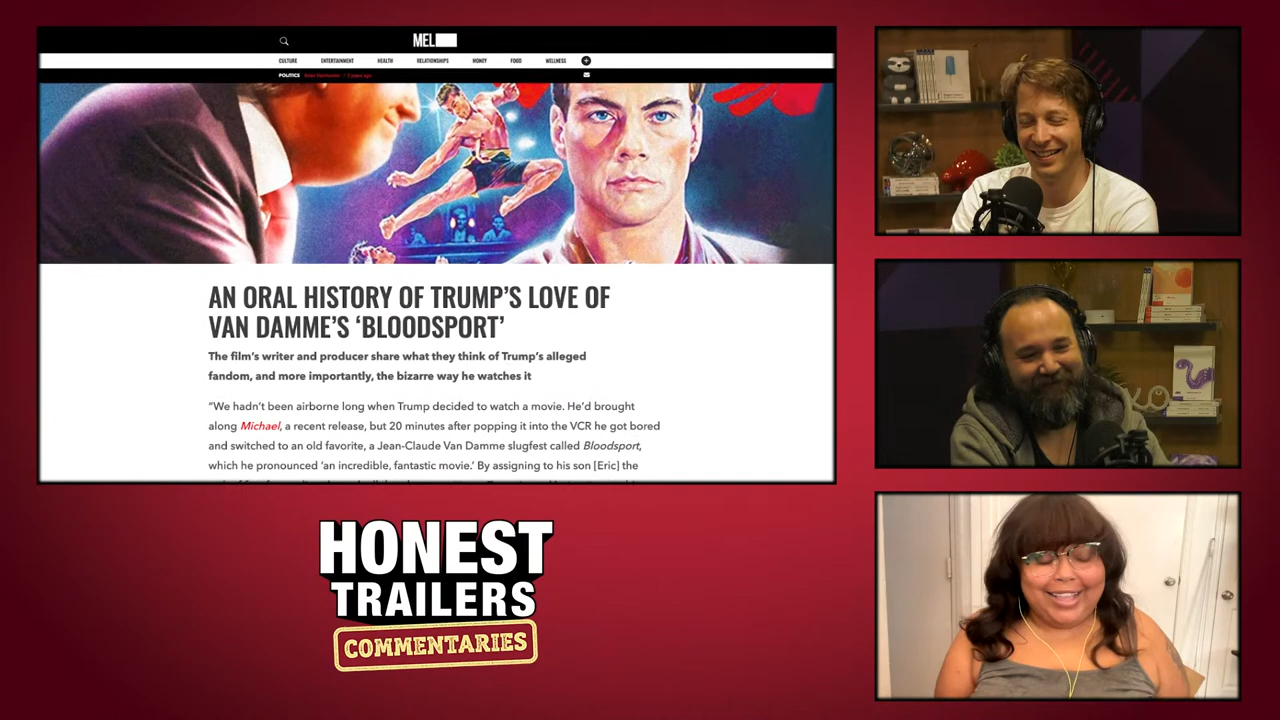 MEL
CULTURE ENTERTAINMENT HEALTH RELATIONSHIPS MONEY FOOD WELLNESS
POLITICS
AN ORAL HISTORY OF TRUMP'S LOVE OF
VAN DAMME'S 'BLOODSPORT'
The film's writer and producer share what they think of Trump's alleged
fandom, and more importantly, the bizarre way he watches it
"We hadn't been airborne long when Trump decided to watch a movie. He'd brought
along Michael, a recent release, but 20 minutes after popping it into the VCR he got bored
and switched to an old favorite, a Jean-Claude Van Damme slugfest called Bloodsport,
which he pronounced 'an incredible, fantastic movie.' By assigning to his son [Eric] the
HONEST
TRAILERS
COMMENTARIES